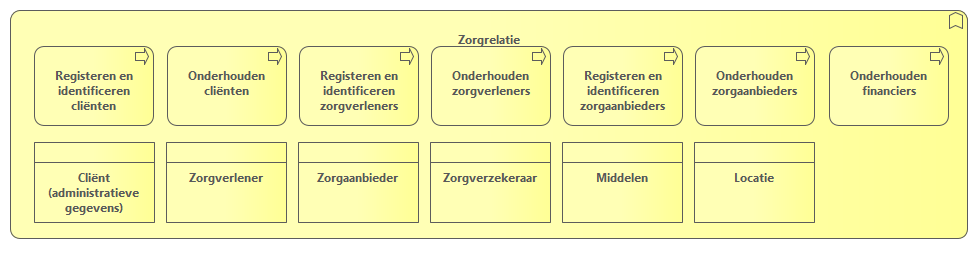 Zorgrelatie
Registeren en
identificeren
cliënten
Onderhouden
cliënten
Registeren en
identificeren
zorgverleners
Onderhouden
zorgverleners
Registeren en
identificeren
zorgaanbieders
Onderhouden
zorgaanbieders
Onderhouden
financiers
Cliënt
(administratieve
gegevens)
Zorgverlener
Zorgaanbieder
Zorgverzekeraar
Middelen
Locatie